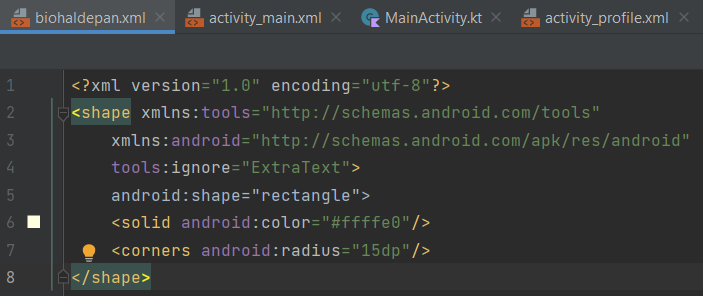 biohaldepan.xml activity_main.xml MainActivity.kt activity_profile.xml
1 <?xml version="1.0" encoding="utf-8"?>
2 <shape xmlns:tools="http://schemas.android.com/tools"
3 xmlns:android="http://schemas.android.com/apk/res/android"
4 tools:ignore="ExtraText">
5 android:shape="rectangle">
6 <solid android:color="#ffffe0"/>
7 <corners android:radius="15dp"/>
8 </shape>